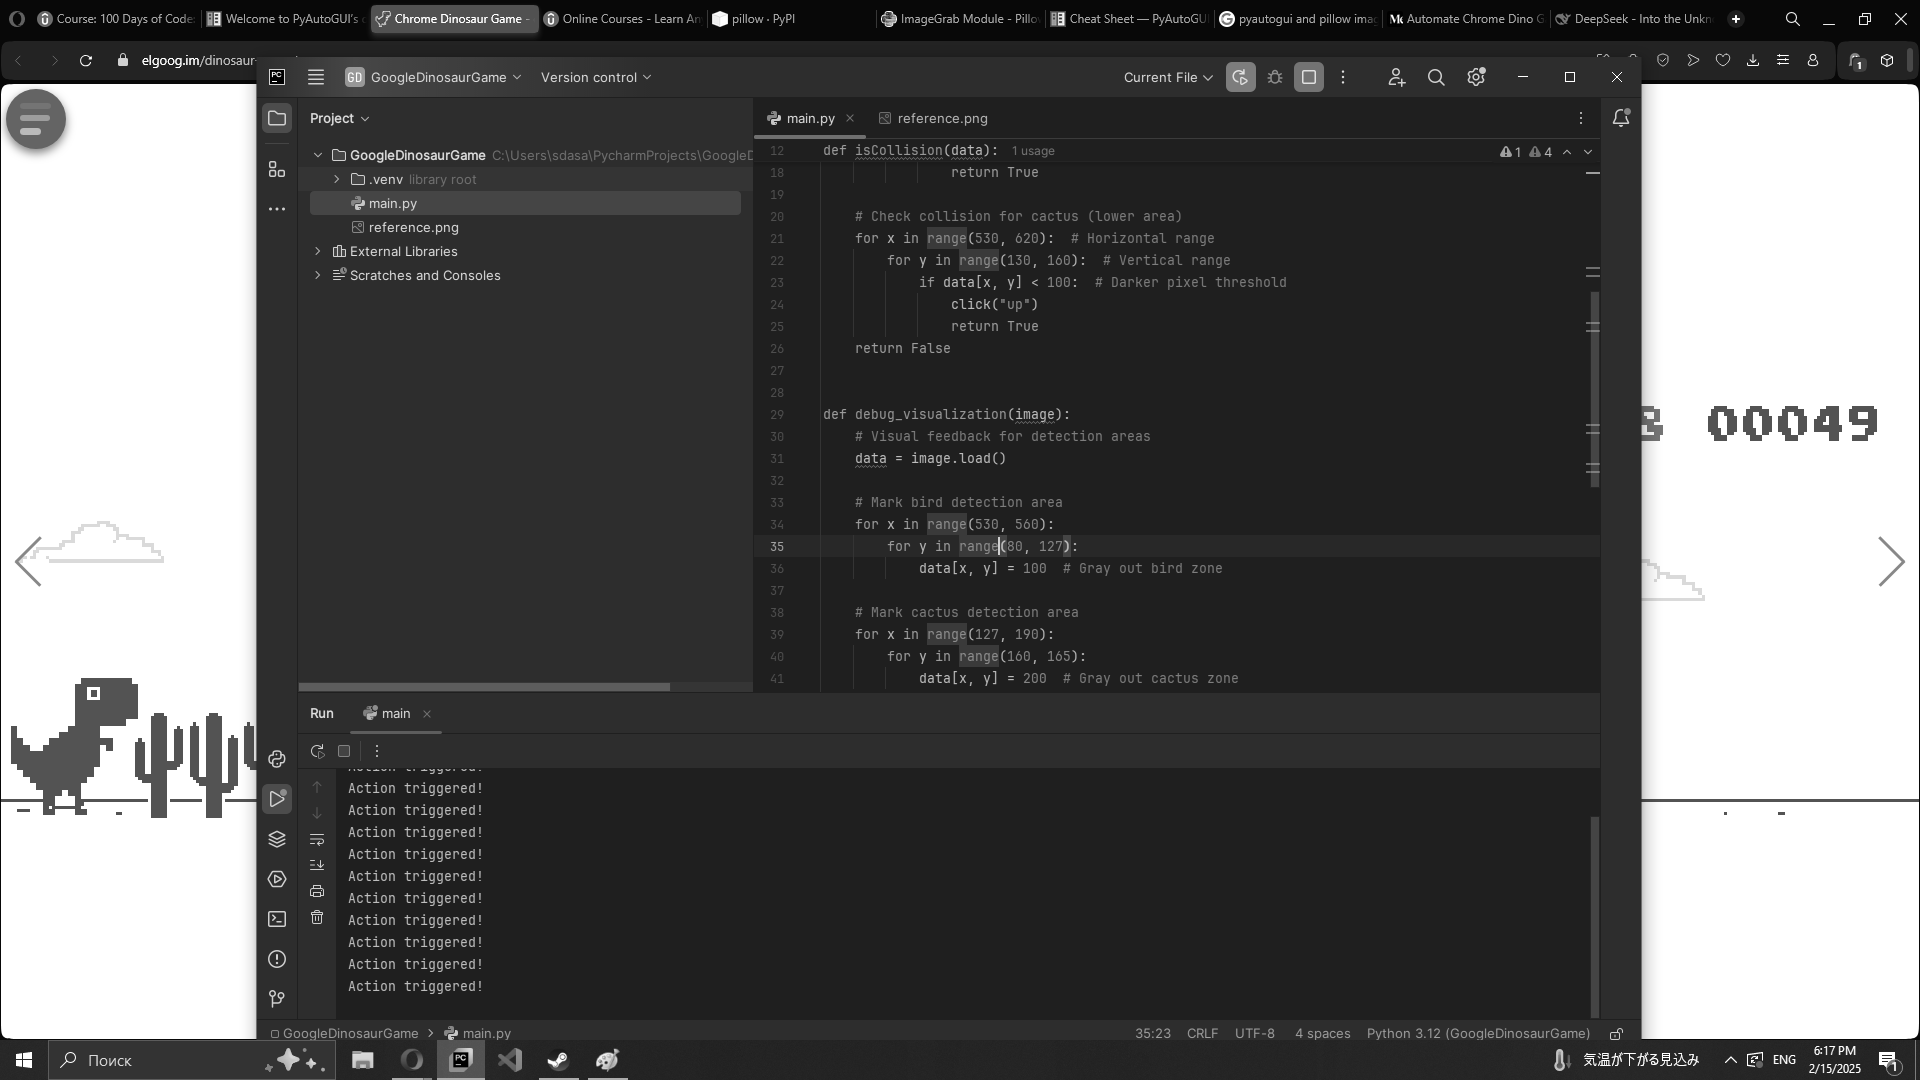 Course: 100 Days of Code:
Welcome to PyAutoGUI's
Chrome Dinosaur Game -
Online Courses - Learn An
pillow · PyPI
ImageGrab Module - Pillo
Cheat Sheet — PyAutoGU
pyautogui and pillow ima
Automate Chrome Dino G
DeepSeek - Into the Unkn
elgoog.im/dinosaur-
PC
GD
GoogleDinosaurGame
Version control
Current File
1
Project
main.py
reference.png
GoogleDinosaurGame C:\Users\sdasa\PycharmProjects\GoogleD
.venv library root
main.py
reference.png
External Libraries
Scratches and Consoles
12 def isCollision(data): 1 usage
1 4
18 return True
19
20 # Check collision for cactus (lower area)
21 for x in range(530, 620): # Horizontal range
22 for y in range(130, 160): # Vertical range
23 if data[x, y] < 100: # Darker pixel threshold
24 click("up")
25 return True
26 return False
27
28
29 def debug_visualization(image):
30 # Visual feedback for detection areas
31 data = image.load()
32
33 # Mark bird detection area
34 for x in range(530, 560):
35 for y in range(80, 127):
36 data[x, y] = 100 # Gray out bird zone
37
38 # Mark cactus detection area
39 for x in range(127, 190):
40 for y in range(160, 165):
41 data[x, y] = 200 # Gray out cactus zone
00049
Run
main
Action triggered!
Action triggered!
Action triggered!
Action triggered!
Action triggered!
Action triggered!
Action triggered!
Action triggered!
Action triggered!
Action triggered!
Action triggered!
GoogleDinosaurGame
main.py
35:23 CRLF UTF-8 4 spaces Python 3.12 (GoogleDinosaurGame)
Поиск
PC
気温が下がる見込み
ENG
6:17 PM
2/15/2025
1